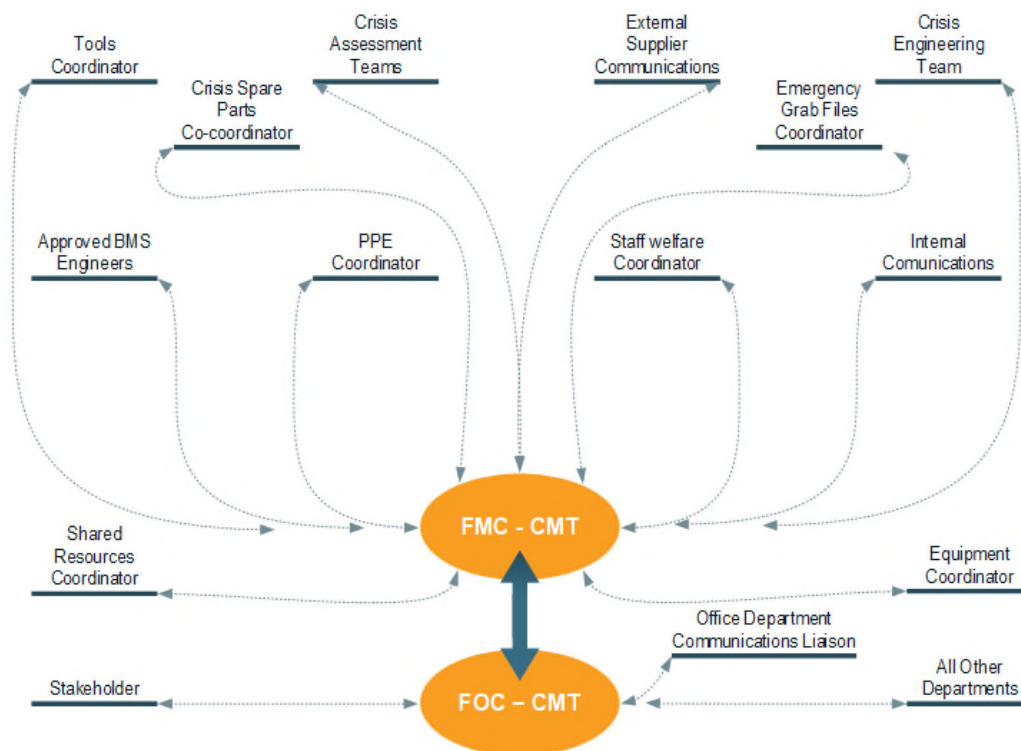 Tools
Coordinator
Crisis
Assessment
Teams
External
Supplier
Communications
Crisis
Engineering
Team
Crisis Spare
Parts
Co-coordinator
Emergency
Grab Files
Coordinator
Approved BMS
Engineers
PPE
Coordinator
Staff welfare
Coordinator
Internal
Comunications
FMC - CMT
Shared
Resources
Coordinator
Equipment
Coordinator
Office Department
Communications Liaison
Stakeholder
FOC – CMT
All Other
Departments